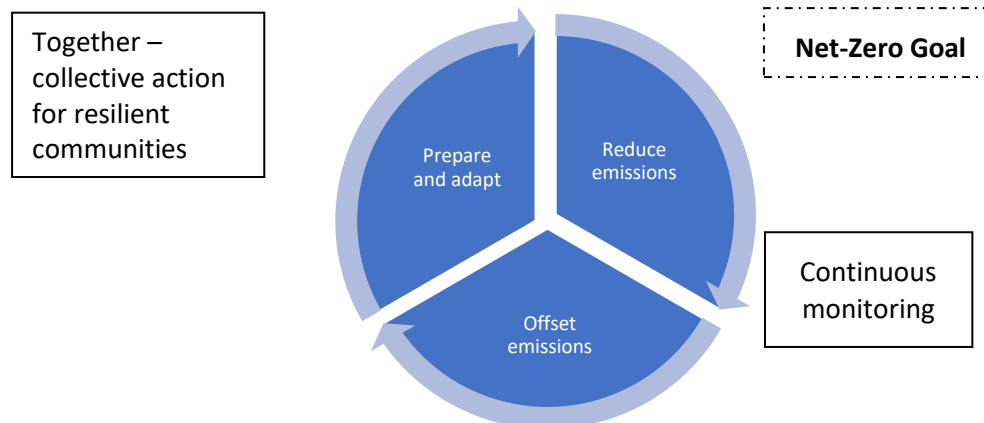 Together –
collective action
for resilient
communities
Net-Zero Goal
Prepare
and adapt
Reduce
emissions
Continuous
monitoring
Offset
emissions